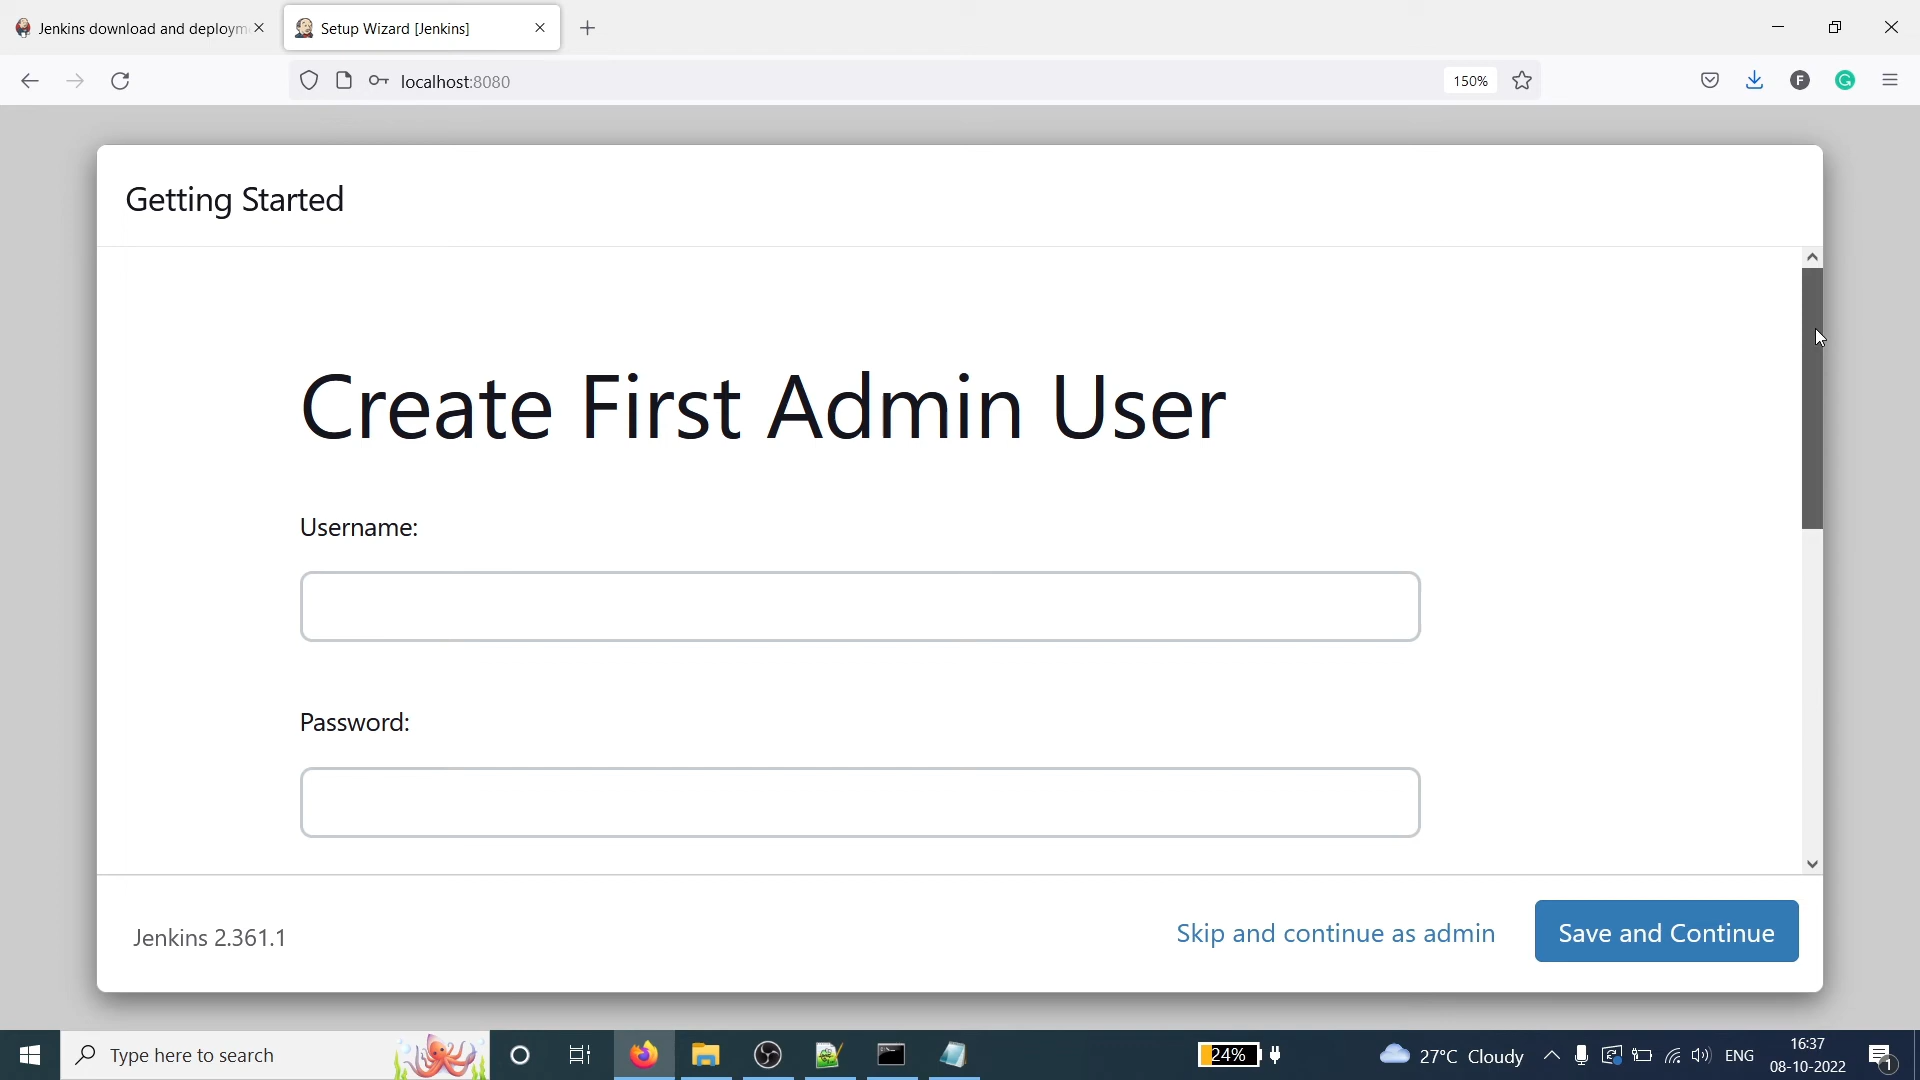 Jenkins download and deploym
Setup Wizard [Jenkins]
localhost:8080
150%
F
G
Getting Started
Create First Admin User
Username:
Password:
Jenkins 2.361.1
Skip and continue as admin
Save and Continue
Type here to search
24%
27°C Cloudy
ENG
16:37
08-10-2022
1